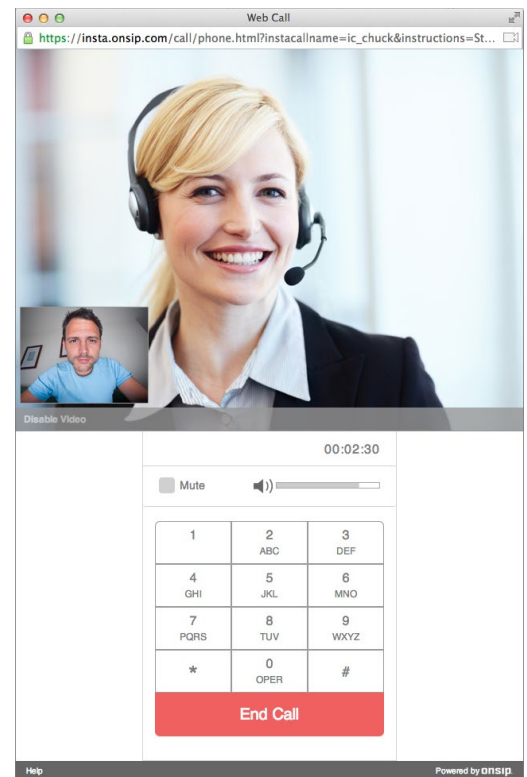 Web Call
https://insta.onsip.com/call/phone.html?instacallname=ic_chuck&instructions=St...
Disable Video
00:02:30
Mute
1 2 3
ABC DEF
4 5 6
GHI JKL MNO
7 8 9
PQRS TUV WXYZ
* 0 #
OPER
End Call
Help Powered by onsip